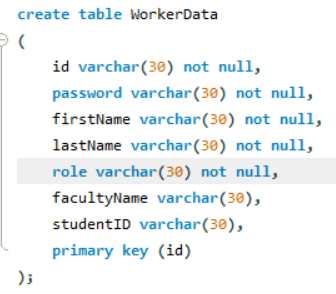 create table WorkerData
(
id varchar(30) not null,
password varchar(30) not null,
firstName varchar(30) not null,
lastName varchar(30) not null,
role varchar(30) not null,
facultyName varchar(30),
studentID varchar(30),
primary key (id)
);